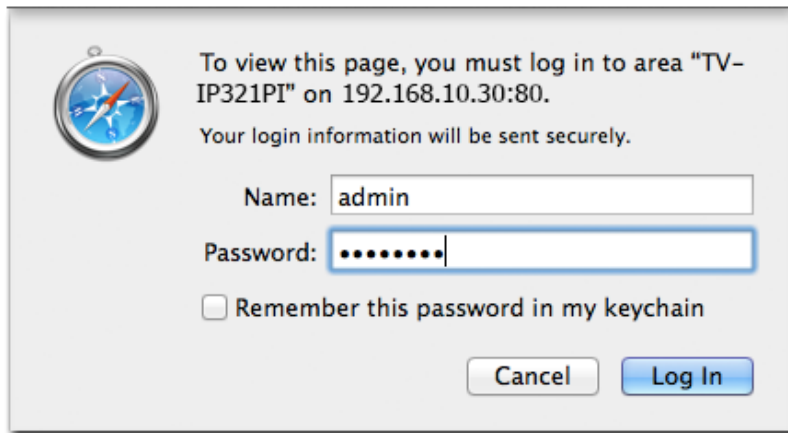 To view this page, you must log in to area “TV-
IP321PI” on 192.168.10.30:80.
Your login information will be sent securely.
Name: admin
Password: ••••••••
Remember this password in my keychain
Cancel Log In